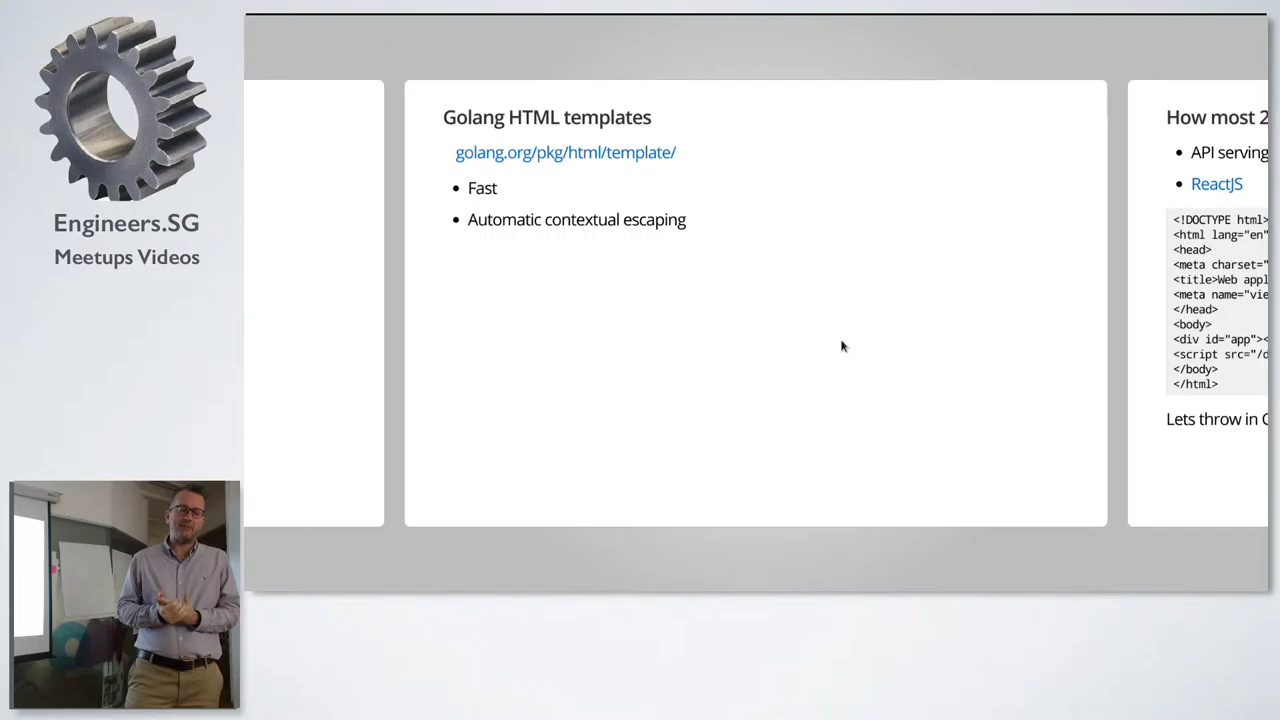 Engineers.SG
Meetups Videos
Golang HTML templates
golang.org/pkg/html/template/
• Fast
• Automatic contextual escaping
How most 2
• API serving
• ReactJS
<!DOCTYPE html>
<html lang="en"
<head>
<meta charset="
<title>Web appl
<meta name="vie
</head>
<body>
<div id="app"><
<script src="/d
</body>
</html>
Lets throw in